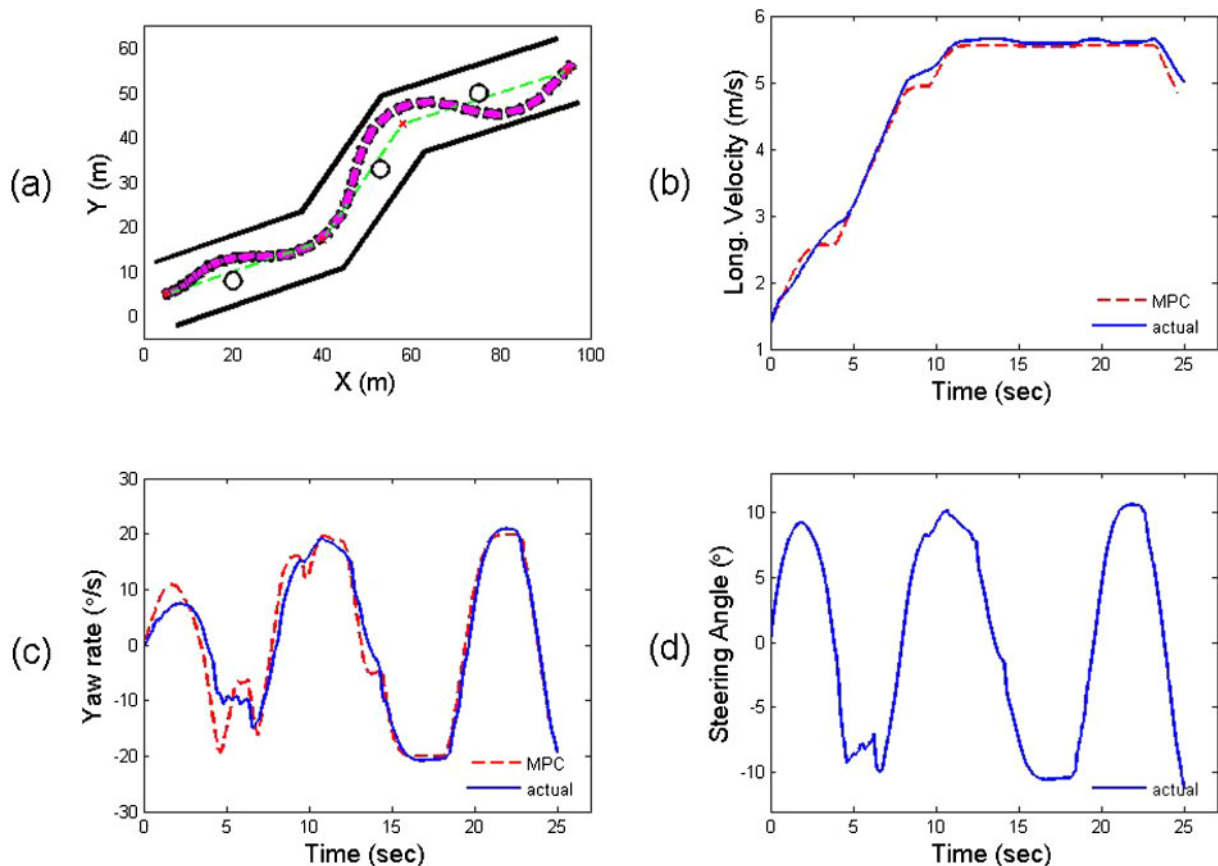 (a)
Y (m)
60
50
40
30
20
10
0
0 20 40 60 80 100
X (m)
(b)
Long. Velocity (m/s)
6
5
4
3
2
1
MPC
actual
0 5 10 15 20 25
Time (sec)
(c)
Yaw rate (°/s)
30
20
10
0
-10
-20
-30
MPC
actual
0 5 10 15 20 25
Time (sec)
(d)
Steering Angle (°)
10
5
0
-5
-10
actual
0 5 10 15 20 25
Time (sec)